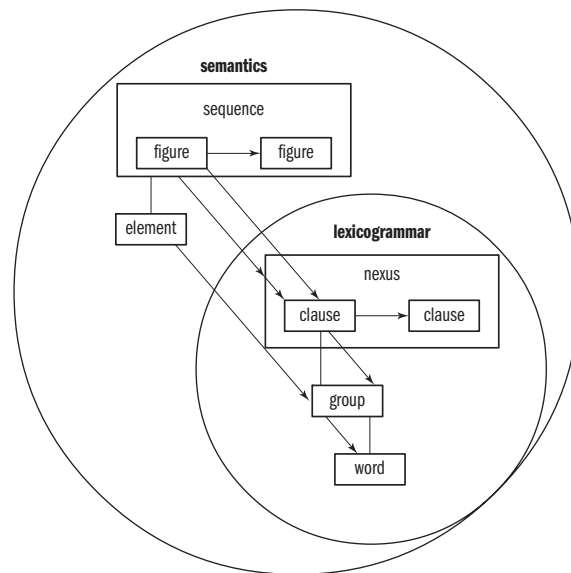 semantics
sequence
figure figure
element
lexicogrammar
nexus
clause clause
group
word